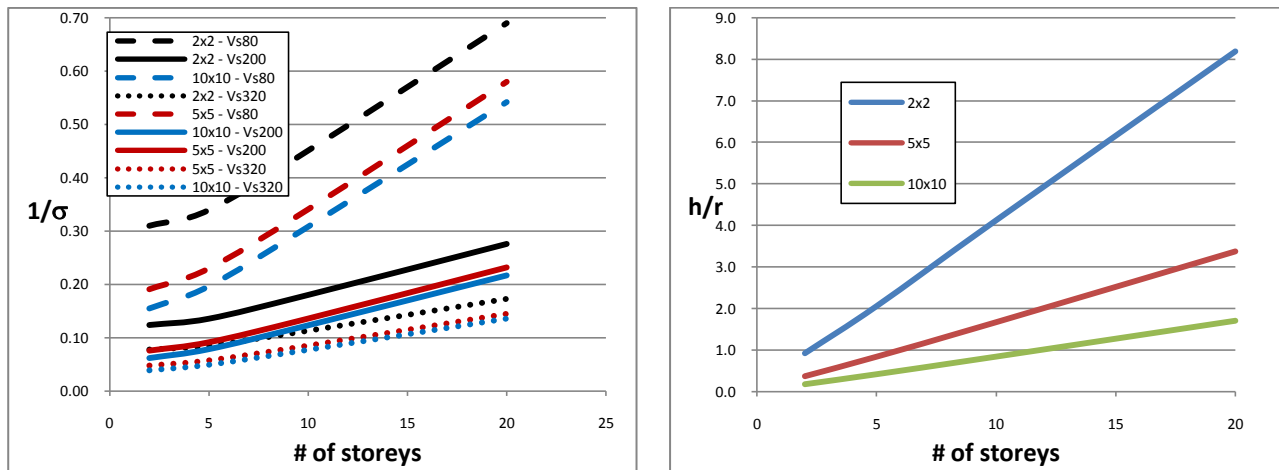 0.70
0.60
0.50
0.40
0.30
0.20
0.10
0.00
1/σ
2x2 - Vs80
2x2 - Vs200
10x10 - Vs80
2x2 - Vs320
5x5 - Vs80
10x10 - Vs200
5x5 - Vs200
5x5 - Vs320
10x10 - Vs320
0 5 10 15 20 25
# of storeys
9.0
8.0
7.0
6.0
5.0
4.0
3.0
2.0
1.0
0.0
h/r
2x2
5x5
10x10
0 5 10 15 20
# of storeys